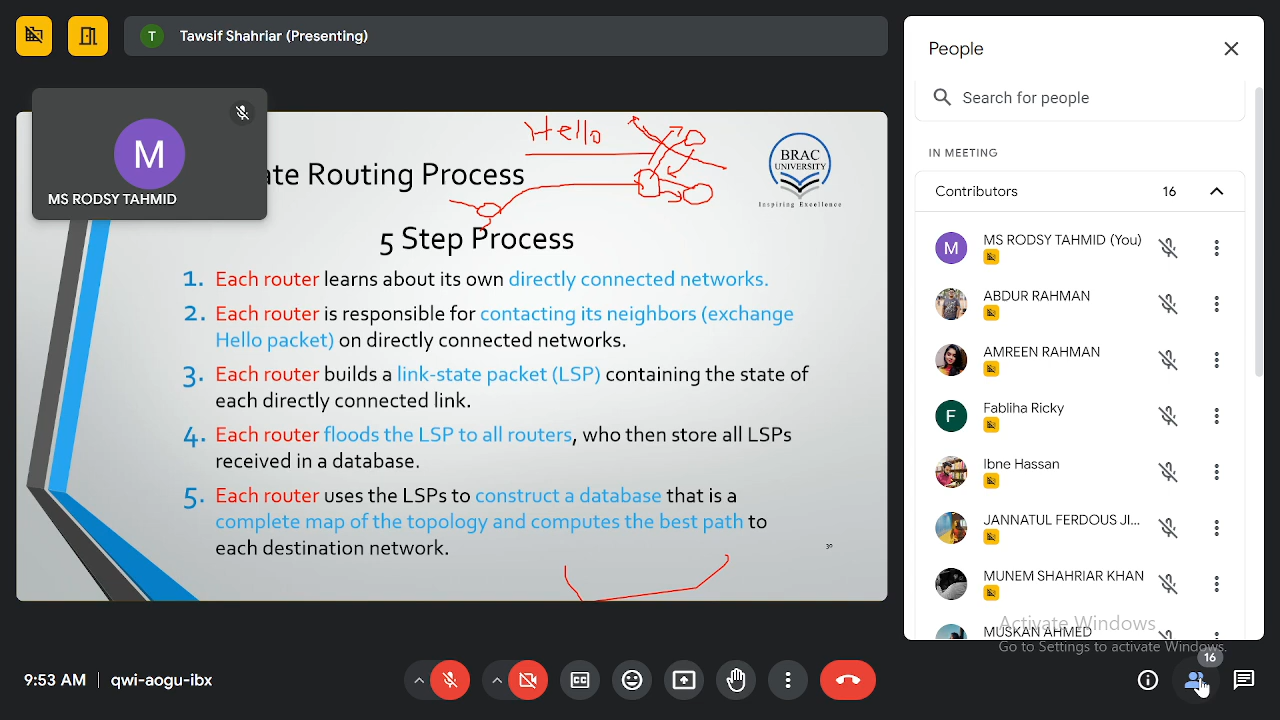 T Tawsif Shahriar (Presenting)
M
MS RODSY TAHMID
ate Routing Process
Hello
BRAC
UNIVERSITY
Inspiring Excellence
5 Step Process
1. Each router learns about its own directly connected networks.
2. Each router is responsible for contacting its neighbors (exchange
Hello packet) on directly connected networks.
3. Each router builds a link-state packet (LSP) containing the state of
each directly connected link.
4. Each router floods the LSP to all routers, who then store all LSPs
received in a database.
5. Each router uses the LSPs to construct a database that is a
complete map of the topology and computes the best path to
each destination network.
30
People
Search for people
IN MEETING
Contributors 16
M MS RODSY TAHMID (You)
ABDUR RAHMAN
AMREEN RAHMAN
F Fabliha Ricky
Ibne Hassan
JANNATUL FERDOUS JI...
MUNEM SHAHRIAR KHAN
MUSKAN AHMED
Activate Windows
Go to Settings to activate Windows.
9:53 AM | qwi-aogu-ibx
CC
16